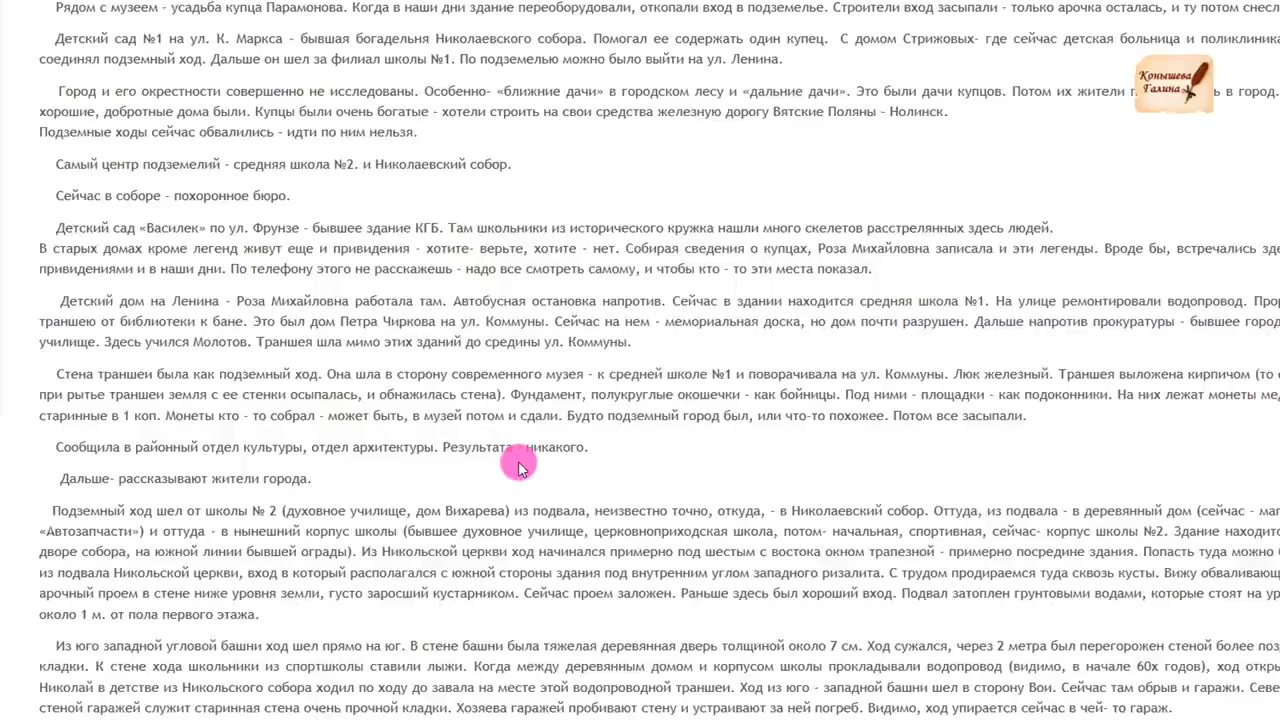 Рядом с музеем - усадьба купца Парамонова. Когда в наши дни здание переоборудовали, откопали вход в подземелье. Строители вход засыпали - только арочка осталась, и ту потом
Детский сад №1 на ул. К. Маркса - бывшая богадельня Николаевского собора. Помогал ее содержать один купец. С домом Стрижовых- где сейчас детская больница и
соединял подземный ход. Дальше он шел за филиал школы №1. По подземелью можно было выйти на ул. Ленина.
Конышева
Галина
Город и его окрестности совершенно не исследованы. Особенно- «ближние дачи» в городском лесу и «дальние дачи». Это были дачи купцов. Потом их жители в город.
хорошие, добротные дома были. Купцы были очень богатые - хотели строить на свои средства железную дорогу Вятские Поляны - Нолинск.
Подземные ходы сейчас обвалились - идти по ним нельзя.
Самый центр подземелий - средняя школа №2. и Николаевский собор.
Сейчас в соборе - похоронное бюро.
Детский сад «Василек» по ул. Фрунзе - бывшее здание КГБ. Там школьники из исторического кружка нашли много скелетов расстрелянных здесь людей.
В старых домах кроме легенд живут еще и привидения - хотите- верьте, хотите - нет. Собирая сведения о купцах, Роза Михайловна записала и эти легенды. Вроде бы, встречались
привидениями и в наши дни. По телефону этого не расскажешь - надо все смотреть самому, и чтобы кто - то эти места показал.
Детский дом на Ленина - Роза Михайловна работала там. Автобусная остановка напротив. Сейчас в здании находится средняя школа №1. На улице ремонтировали водопровод.
траншею от библиотеки к бане. Это был дом Петра Чиркова на ул. Коммуны. Сейчас на нем - мемориальная доска, но дом почти разрушен. Дальше напротив прокуратуры - бывшее
училище. Здесь учился Молотов. Траншея шла мимо этих зданий до средины ул. Коммуны.
Стена траншеи была как подземный ход. Она шла в сторону современного музея - к средней школе №1 и поворачивала на ул. Коммуны. Люк железный. Траншея выложена кирпичом (то
при рытье траншеи земля с ее стенки осыпалась, и обнажилась стена). Фундамент, полукруглые окошечки - как бойницы. Под ними - площадки - как подоконники. На них лежат монеты
старинные в 1 коп. Монеты кто - то собрал - может быть, в музей потом и сдали. Будто подземный город был, или что-то похожее. Потом все засыпали.
Сообщила в районный отдел культуры, отдел архитектуры. Результата - никакого.
Дальше- рассказывают жители города.
Подземный ход шел от школы № 2 (духовное училище, дом Вихарева) из подвала, неизвестно точно, откуда, - в Николаевский собор. Оттуда, из подвала - в деревянный дом (сейчас -
«Автозапчасти») и оттуда - в нынешний корпус школы (бывшее духовное училище, церковноприходская школа, потом- начальная, спортивная, сейчас- корпус школы №2. Здание
дворе собора, на южной линии бывшей ограды). Из Никольской церкви ход начинался примерно под шестым с востока окном трапезной - примерно посредине здания. Попасть туда можно
из подвала Никольской церкви, вход в который располагался с южной стороны здания под внутренним углом западного ризалита. С трудом продираемся туда сквозь кусты. Вижу
арочный проем в стене ниже уровня земли, густо заросший кустарником. Сейчас проем заложен. Раньше здесь был хороший вход. Подвал затоплен грунтовыми водами, которые стоят на
около 1 м. от пола первого этажа.
Из юго западной угловой башни ход шел прямо на юг. В стене башни была тяжелая деревянная дверь толщиной около 7 см. Ход сужался, через 2 метра был перегорожен стеной более
кладки. К стене хода школьники из спортшколы ставили лыжи. Когда между деревянным домом и корпусом школы прокладывали водопровод (видимо, в начале 60х годов), ход
Николай в детстве из Никольского собора ходил по ходу до завала на месте этой водопроводной траншеи. Ход из юго - западной башни шел в сторону Вои. Сейчас там обрыв и гаражи.
стеной гаражей служит старинная стена очень прочной кладки. Хозяева гаражей пробивают стену и устраивают за ней погреб. Видимо, ход упирается сейчас в чей- то гараж.